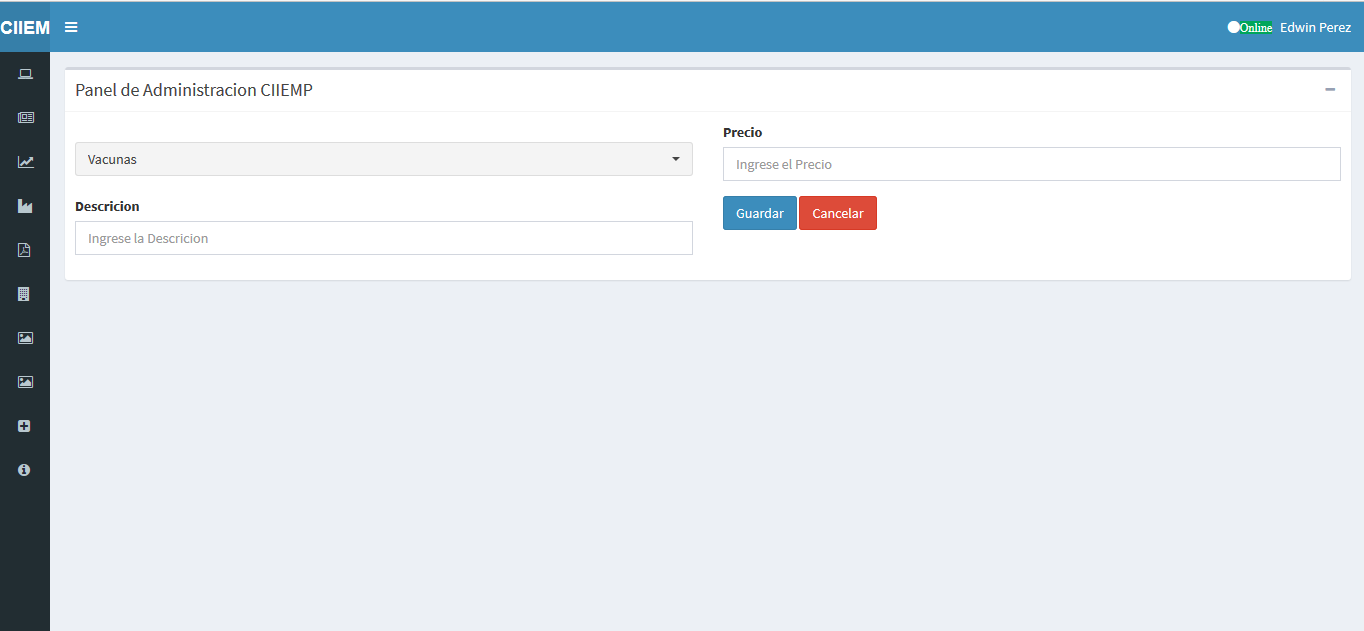 CIIEM
Online Edwin Perez
Panel de Administracion CIIEMP
Vacunas
Descricion
Ingrese la Descricion
Precio
Ingrese el Precio
Guardar Cancelar